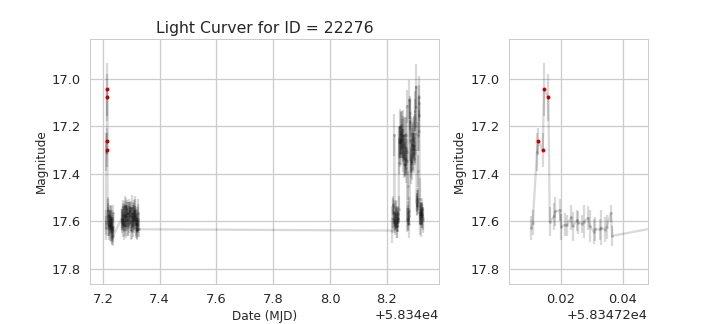 Light Curver for ID = 22276
Magnitude
17.0
17.2
17.4
17.6
17.8
7.2 7.4 7.6 7.8 8.0 8.2
Date (MJD)
+5.834e4
Magnitude
17.0
17.2
17.4
17.6
17.8
0.02 0.04
+5.83472e4